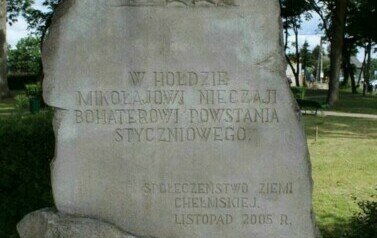 W HOŁDZIE
MIKOŁAJOWI NIECZAJI
BOHATEROWI POWSTANIA
STYCZNIOWEGO.
SPOŁECZEŃSTWO ZIEMI
CHEŁMSKIEJ.
LISTOPAD 2005 R.